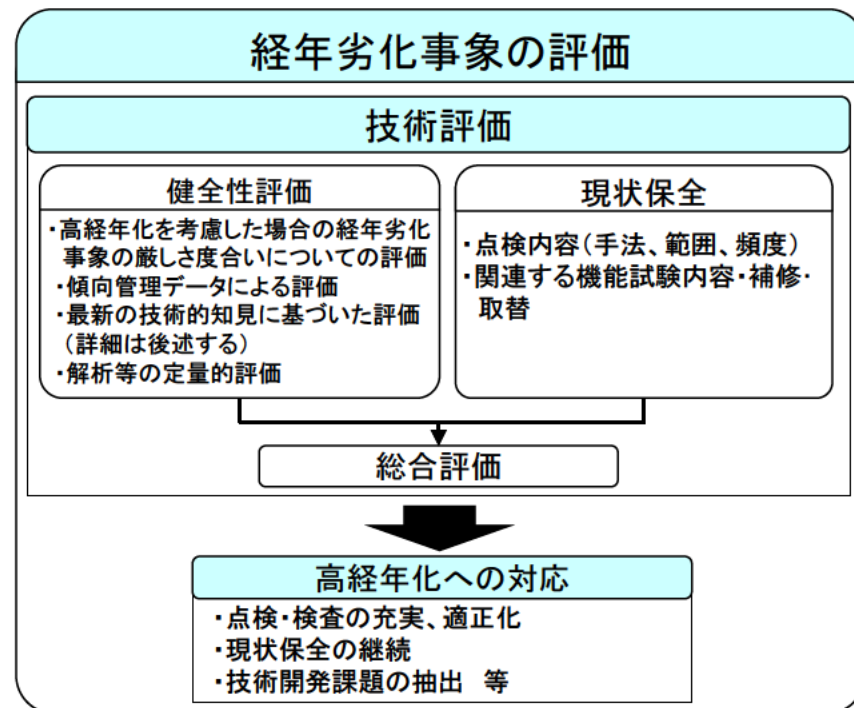 経年劣化事象の評価
技術評価
健全性評価
・高経年化を考慮した場合の経年劣化
事象の厳しさ度合いについての評価
・傾向管理データによる評価
・最新の技術的知見に基づいた評価
（詳細は後述する）
・解析等の定量的評価
現状保全
・点検内容（手法、範囲、頻度）
・関連する機能試験内容・補修・
取替
総合評価
高経年化への対応
・点検・検査の充実、適正化
・現状保全の継続
・技術開発課題の抽出　等